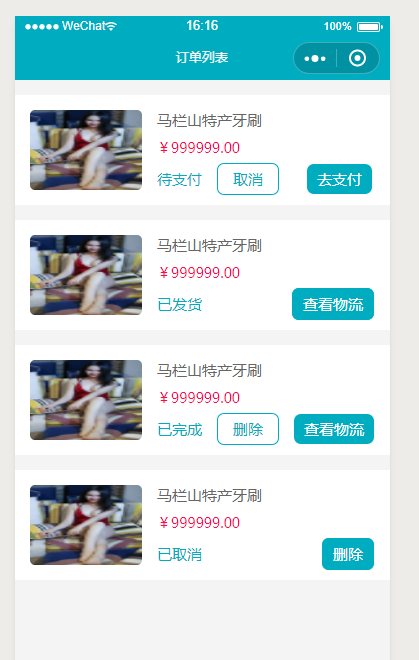 ●●●●● WeChat 16:16 100%
订单列表
马栏山特产牙刷
￥999999.00
待支付 取消 去支付
马栏山特产牙刷
￥999999.00
已发货 查看物流
马栏山特产牙刷
￥999999.00
已完成 删除 查看物流
马栏山特产牙刷
￥999999.00
已取消 删除